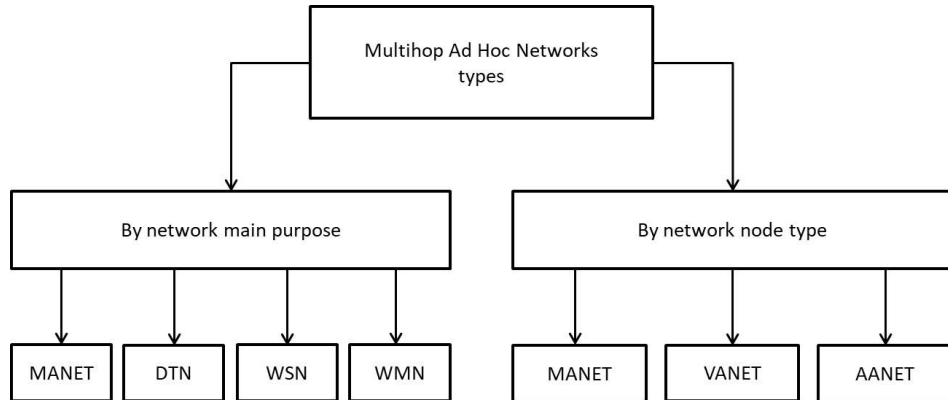 Multihop Ad Hoc Networks
types
By network main purpose
By network node type
MANET
DTN
WSN
WMN
MANET
VANET
AANET